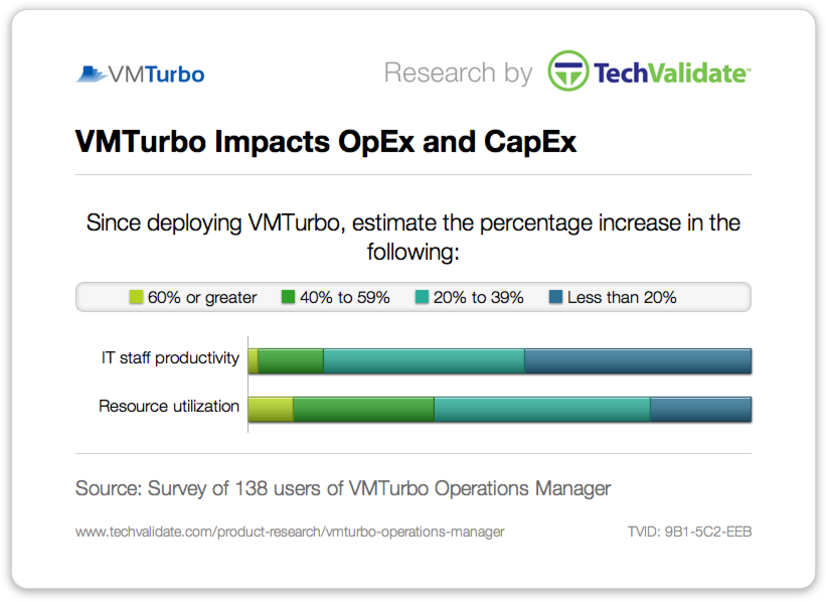 VMTurbo
Research by TechValidate™
VMTurbo Impacts OpEx and CapEx
Since deploying VMTurbo, estimate the percentage increase in the
following:
60% or greater 40% to 59% 20% to 39% Less than 20%
IT staff productivity
Resource utilization
Source: Survey of 138 users of VMTurbo Operations Manager
www.techvalidate.com/product-research/vmturbo-operations-manager
TVID: 9B1-5C2-EEB